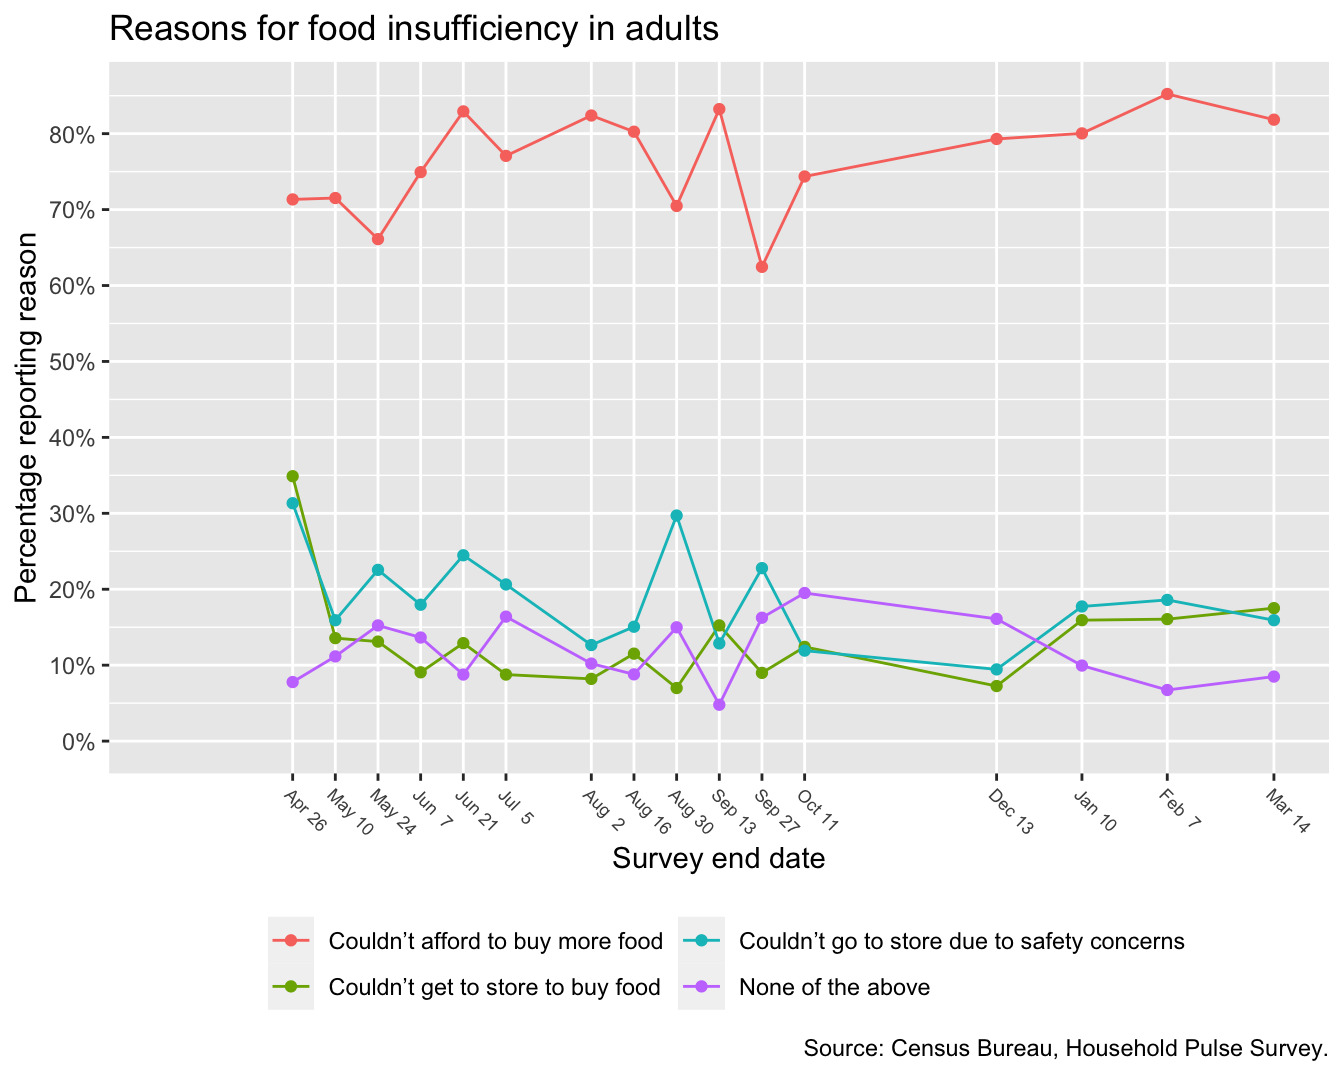 Reasons for food insufficiency in adults
Percentage reporting reason
80%
70%
60%
50%
40%
30%
20%
10%
0%
Apr 26
May 10
May 24
Jun 7
Jun 21
Jul 5
Aug 2
Aug 16
Aug 30
Sep 13
Sep 27
Oct 11
Dec 13
Jan 10
Feb 7
Mar 14
Survey end date
Couldn’t afford to buy more food
Couldn’t go to store due to safety concerns
Couldn’t get to store to buy food
None of the above
Source: Census Bureau, Household Pulse Survey.